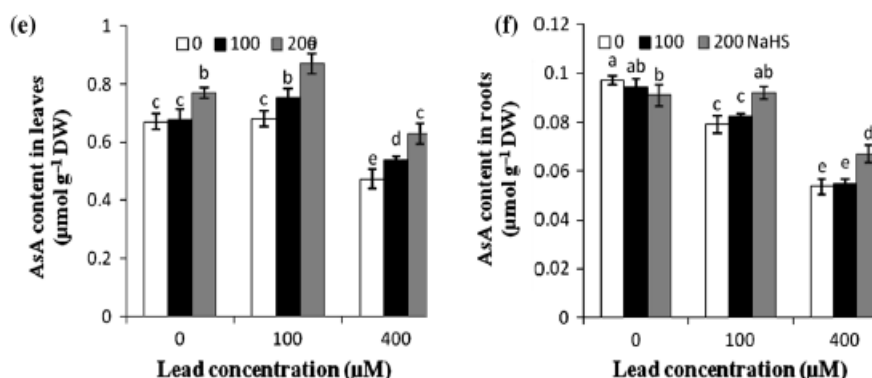 (e)
AsA content in leaves
(µmol g⁻¹ DW)
1
0.8
0.6
0.4
0.2
0
0 100 200
c c b
c b a
e d c
0 100 400
Lead concentration (µM)
(f)
AsA content in roots
(µmol g⁻¹ DW)
0.12
0.1
0.08
0.06
0.04
0.02
0
0 100 200 NaHS
a ab b
c c ab
e e d
0 100 400
Lead concentration (µM)